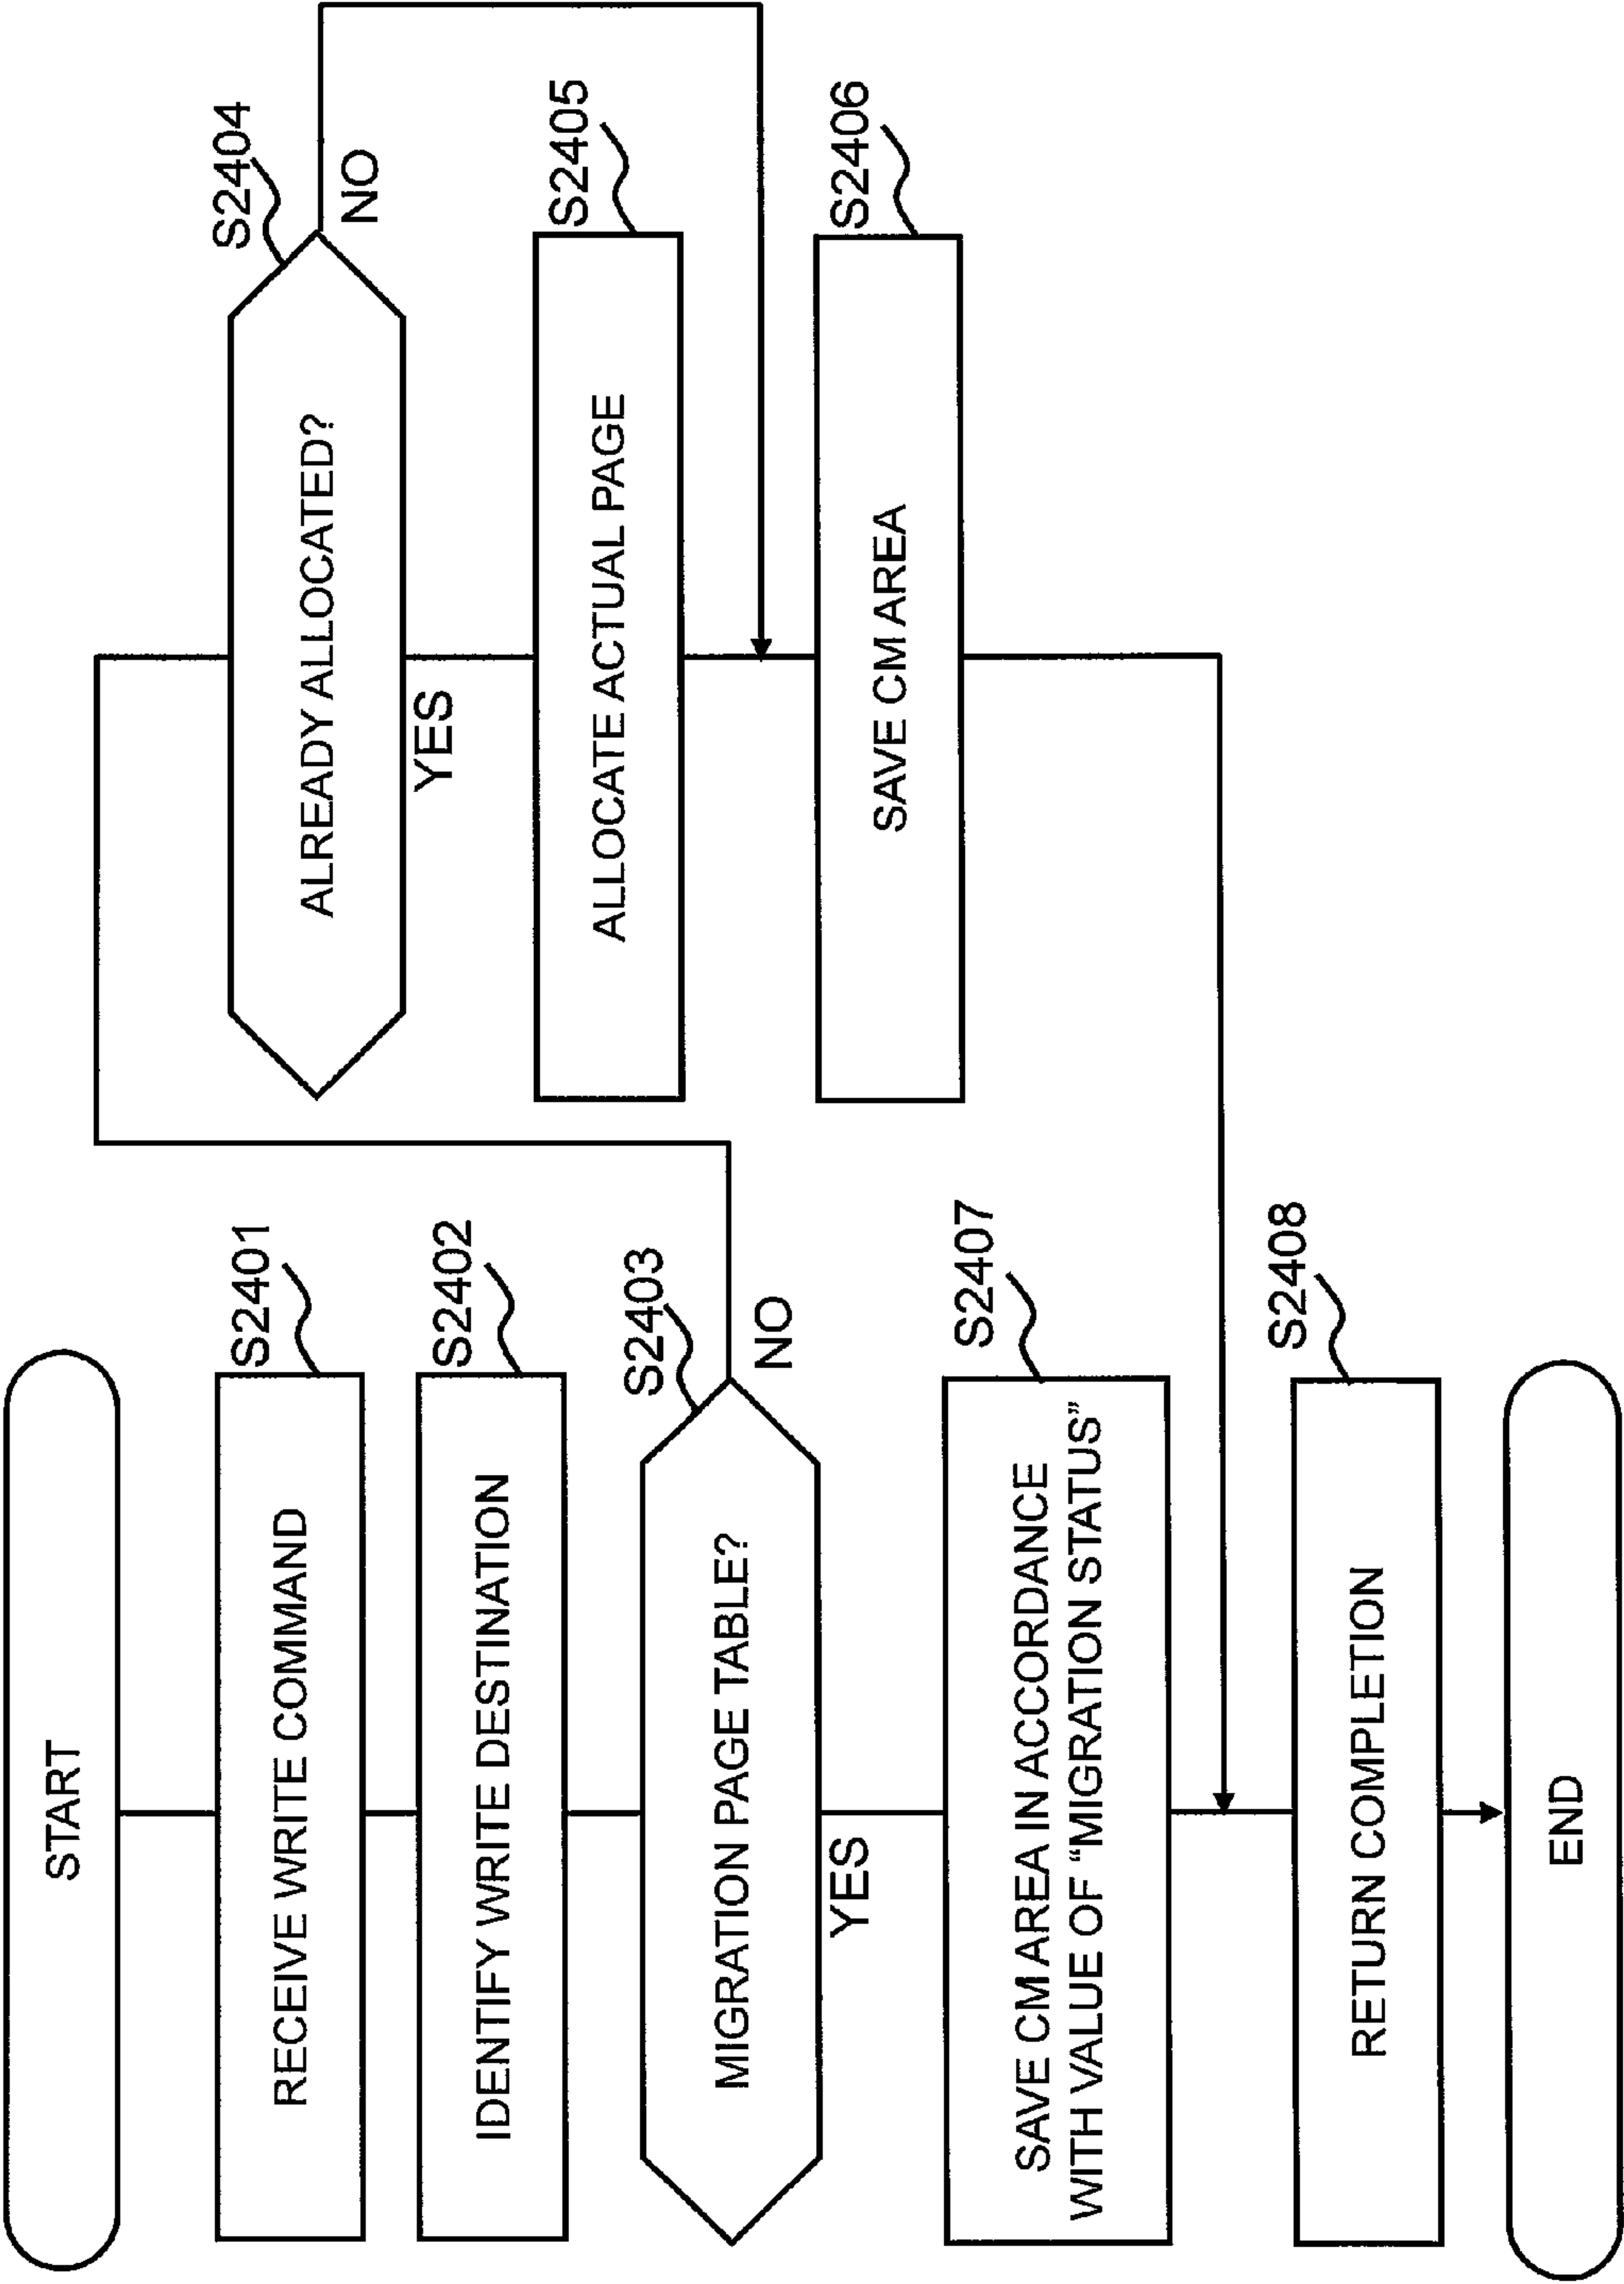 START
S2401
RECEIVE WRITE COMMAND
S2402
IDENTIFY WRITE DESTINATION
S2403
MIGRATION PAGE TABLE?
NO
YES
S2404
ALREADY ALLOCATED?
NO
YES
S2405
ALLOCATE ACTUAL PAGE
S2406
SAVE CM AREA
S2407
SAVE CM AREA IN ACCORDANCE
WITH VALUE OF “MIGRATION STATUS”
S2408
RETURN COMPLETION
END